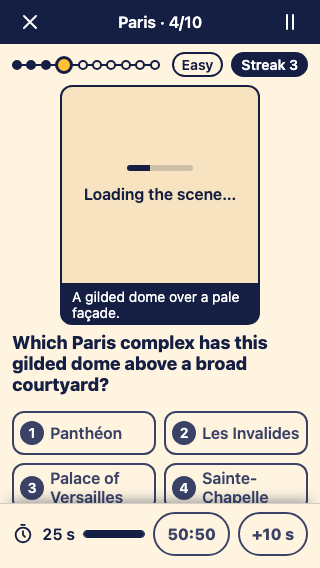 Paris · 4/10
Easy
Streak 3
Loading the scene...
A gilded dome over a pale
façade.
Which Paris complex has this
gilded dome above a broad
courtyard?
1 Panthéon
2 Les Invalides
3 Palace of
Versailles
4 Sainte-
Chapelle
25 s
50:50
+10 s